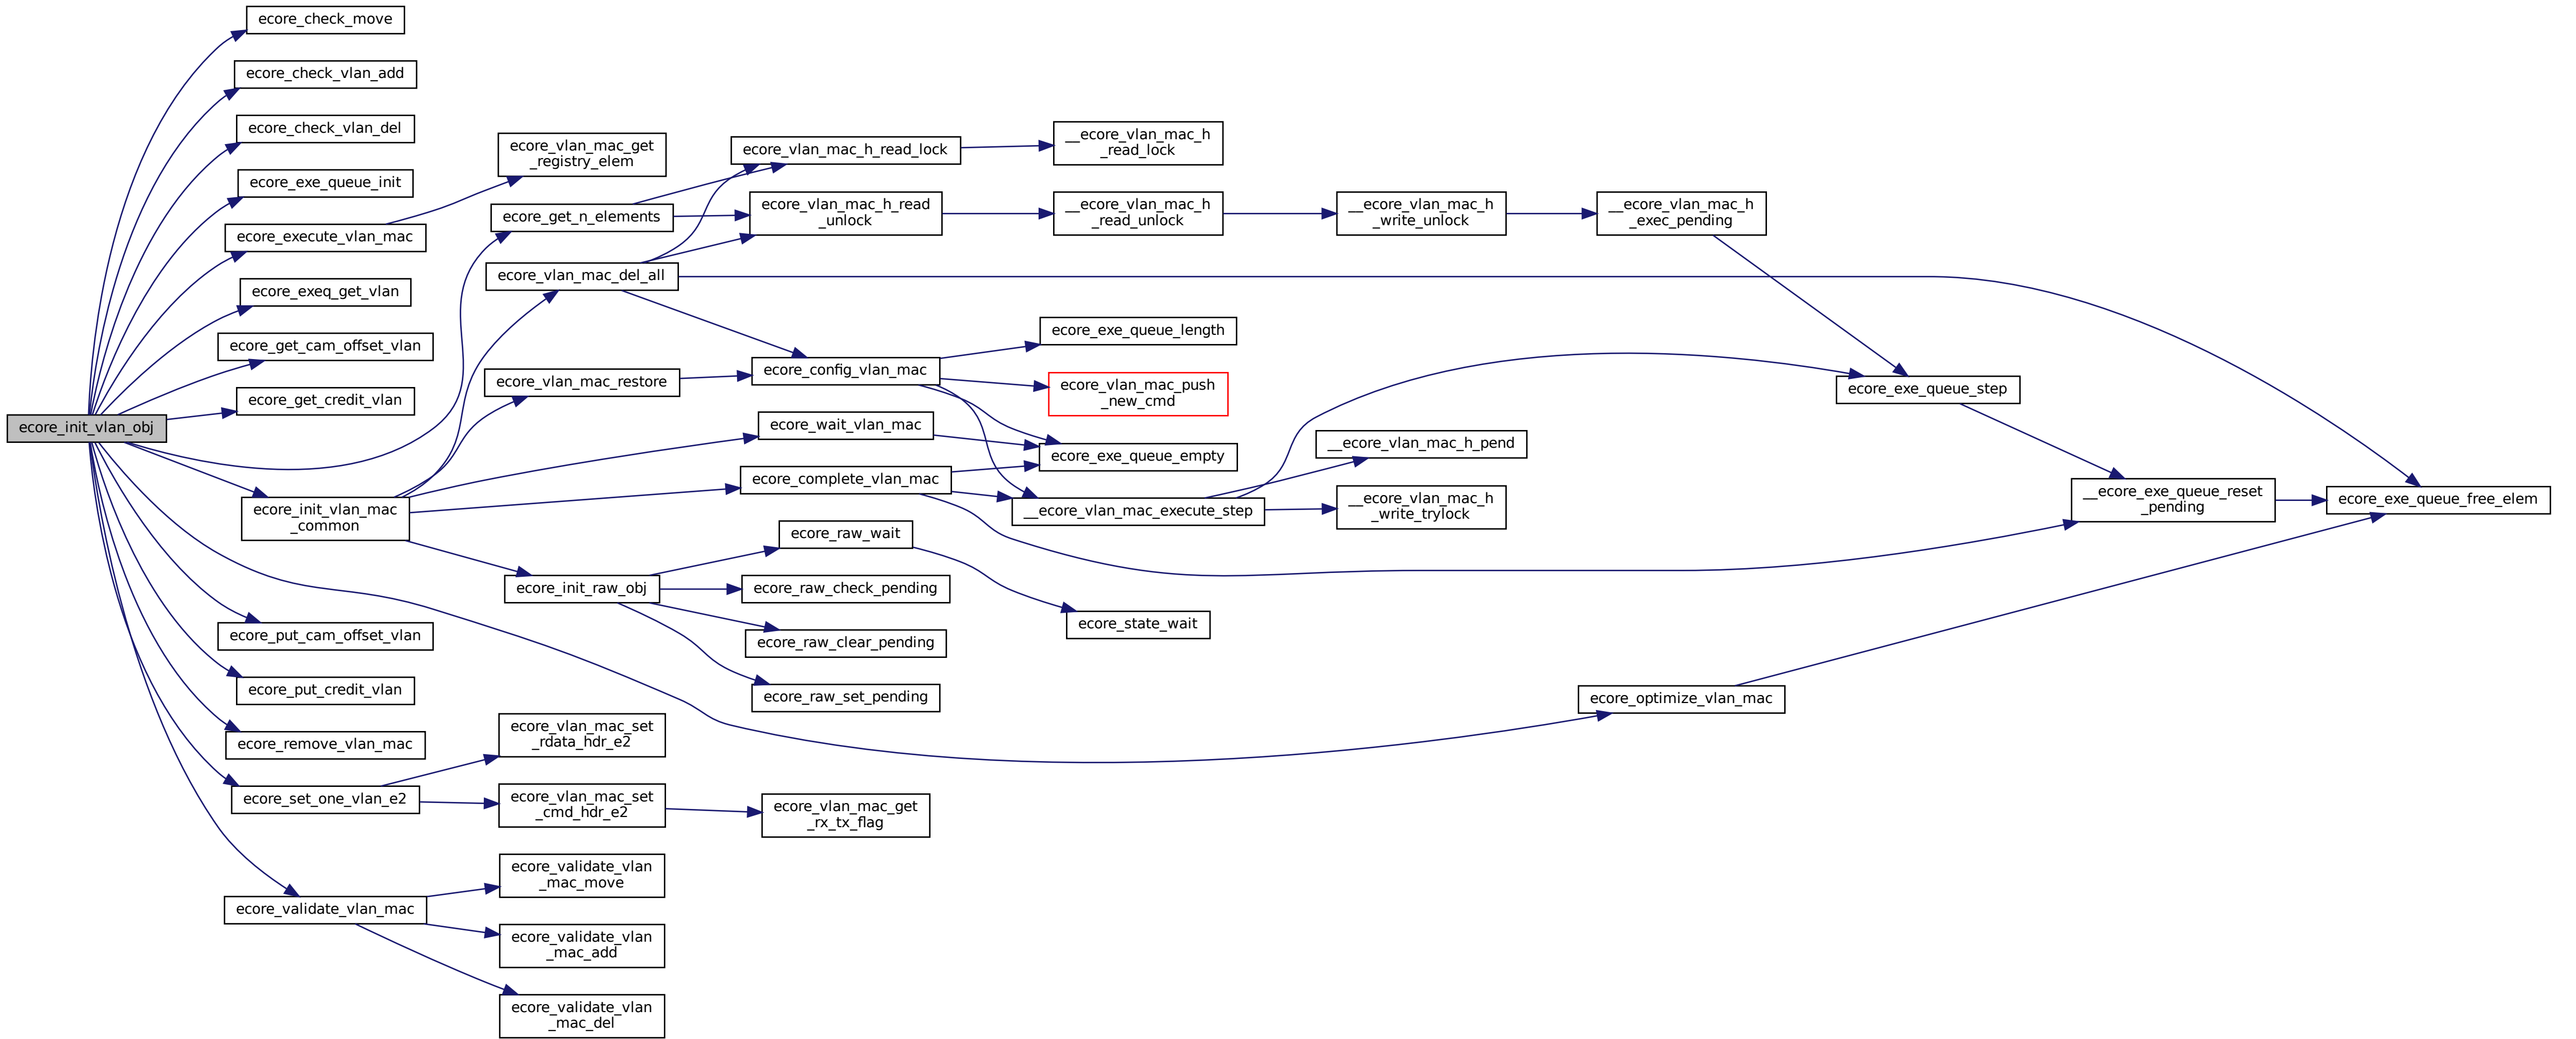 ecore_init_vlan_obj
ecore_check_move
ecore_check_vlan_add
ecore_check_vlan_del
ecore_exe_queue_init
ecore_execute_vlan_mac
ecore_exeq_get_vlan
ecore_get_cam_offset_vlan
ecore_get_credit_vlan
ecore_init_vlan_mac
_common
ecore_put_cam_offset_vlan
ecore_put_credit_vlan
ecore_remove_vlan_mac
ecore_set_one_vlan_e2
ecore_validate_vlan_mac
ecore_vlan_mac_get
_registry_elem
ecore_get_n_elements
ecore_vlan_mac_del_all
ecore_vlan_mac_restore
ecore_init_raw_obj
ecore_vlan_mac_set
_rdata_hdr_e2
ecore_vlan_mac_set
_cmd_hdr_e2
ecore_validate_vlan
_mac_move
ecore_validate_vlan
_mac_add
ecore_validate_vlan
_mac_del
ecore_vlan_mac_h_read_lock
ecore_vlan_mac_h_read
_unlock
ecore_config_vlan_mac
ecore_wait_vlan_mac
ecore_complete_vlan_mac
ecore_raw_wait
ecore_raw_check_pending
ecore_raw_clear_pending
ecore_raw_set_pending
ecore_vlan_mac_get
_rx_tx_flag
__ecore_vlan_mac_h
_read_lock
__ecore_vlan_mac_h
_read_unlock
ecore_exe_queue_length
ecore_vlan_mac_push
_new_cmd
ecore_exe_queue_empty
__ecore_vlan_mac_execute_step
ecore_state_wait
__ecore_vlan_mac_h
_write_unlock
__ecore_vlan_mac_h_pend
__ecore_vlan_mac_h
_write_trylock
__ecore_vlan_mac_h
_exec_pending
ecore_optimize_vlan_mac
ecore_exe_queue_step
__ecore_exe_queue_reset
_pending
ecore_exe_queue_free_elem